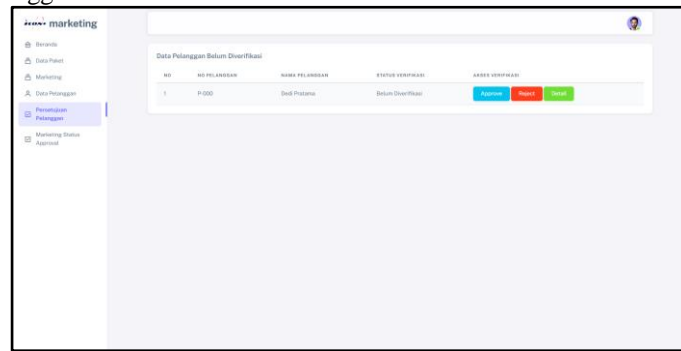 icon+ marketing
Beranda
Data Paket
Marketing
Data Pelanggan
Persetujuan
Pelanggan
Marketing Status
Approval
Data Pelanggan Belum Diverifikasi
NO NO PELANGGAN NAMA PELANGGAN STATUS VERIFIKASI AKSES VERIFIKASI
1 P-000 Dedi Pratama Belum Diverifikasi Approve Reject Detail